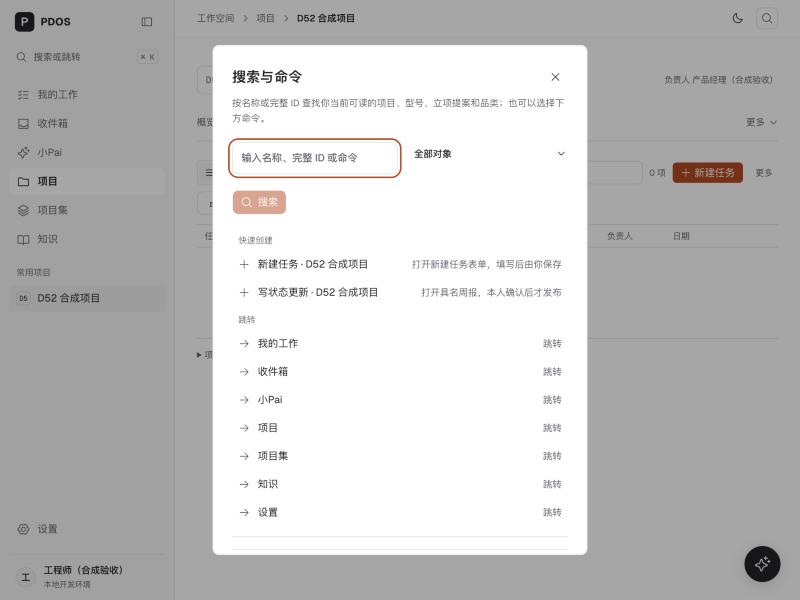 P PDOS
搜索或跳转 ⌘ K
我的工作
收件箱
小Pai
项目
项目集
知识
常用项目
D5 D52 合成项目
设置
工 工程师（合成验收）
本地开发环境
工作空间 > 项目 > D52 合成项目
负责人 产品经理（合成验收）
更多
0 项 + 新建任务 更多
负责人 日期
搜索与命令
按名称或完整 ID 查找你当前可读的项目、型号、立项提案和品类；也可以选择下
方命令。
输入名称、完整 ID 或命令 全部对象
搜索
快速创建
新建任务 · D52 合成项目 打开新建任务表单，填写后由你保存
写状态更新 · D52 合成项目 打开具名周报，本人确认后才发布
跳转
我的工作 跳转
收件箱 跳转
小Pai 跳转
项目 跳转
项目集 跳转
知识 跳转
设置 跳转